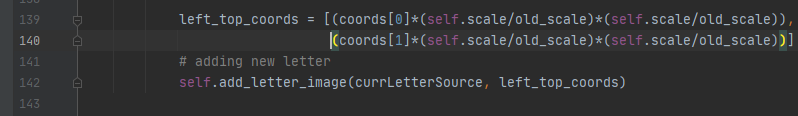 139 left_top_coords = [(coords[0]*(self.scale/old_scale)*(self.scale/old_scale)),
140 (coords[1]*(self.scale/old_scale)*(self.scale/old_scale))]
141 # adding new letter
142 self.add_letter_image(currLetterSource, left_top_coords)
143